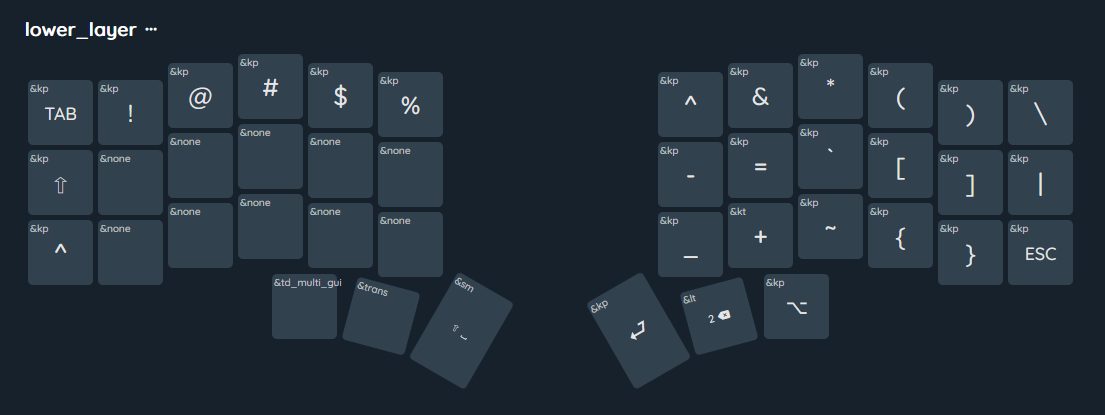 lower_layer ···
&kp TAB &kp ! &kp @ &kp # &kp $ &kp % &kp ^ &kp & &kp * &kp ( &kp ) &kp \
&kp ⇧ &none &none &none &none &none &kp - &kp = &kp ` &kp [ &kp ] &kp |
&kp ^ &none &none &none &none &none &kp _ &kt + &kp ~ &kp { &kp } &kp ESC
&td_multi_gui &trans &sm ⇧ ⎵ &kp ⏎ &lt 2 ⌫ &kp ⌥